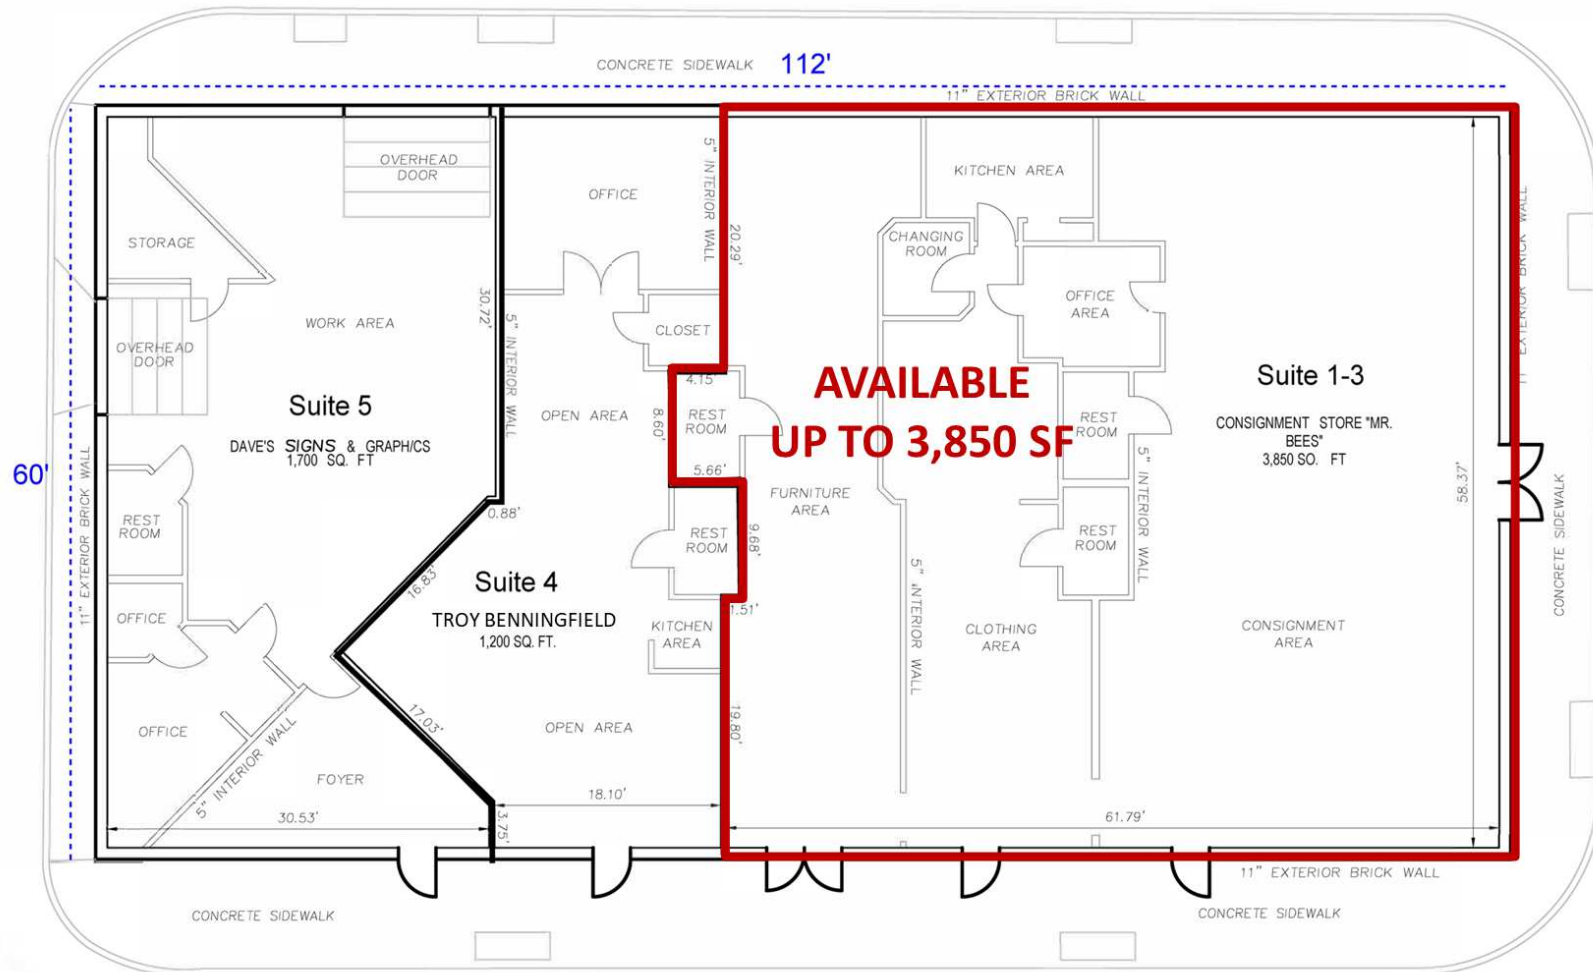 CONCRETE SIDEWALK
112'
11" EXTERIOR BRICK WALL
OVERHEAD
DOOR
OFFICE
5" INTERIOR WALL
KITCHEN AREA
STORAGE
20.29'
CHANGING
ROOM
11" EXTERIOR BRICK WALL
30.72'
WORK AREA
5" INTERIOR WALL
CLOSET
OFFICE
AREA
OVERHEAD
DOOR
4.15'
AVAILABLE
UP TO 3,850 SF
Suite 1-3
CONSIGNMENT STORE "MR.
BEES"
3,850 SO. FT
Suite 5
DAVE'S SIGNS & GRAPH/CS
1,700 SQ. FT
OPEN AREA
8.60'
REST
ROOM
5.66'
REST
ROOM
5" INTERIOR WALL
60'
11" EXTERIOR BRICK WALL
58.37'
FURNITURE
AREA
0.88'
REST
ROOM
REST
ROOM
9.68'
REST
ROOM
CONCRETE SIDEWALK
16.83'
Suite 4
TROY BENNINGFIELD
1,200 SQ. FT.
1.51'
5" INTERIOR WALL
OFFICE
KITCHEN
AREA
CLOTHING
AREA
CONSIGNMENT
AREA
OFFICE
17.03'
OPEN AREA
19.80'
5" INTERIOR WALL
FOYER
18.10'
30.53'
3.75'
61.79'
11" EXTERIOR BRICK WALL
CONCRETE SIDEWALK
CONCRETE SIDEWALK